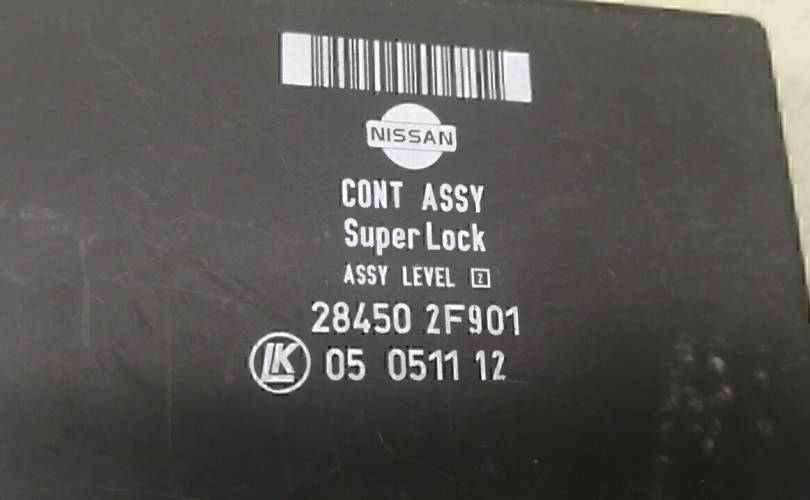 NISSAN
CONT ASSY
Super Lock
ASSY LEVEL 2
28450 2F901
LK 05 0511 12